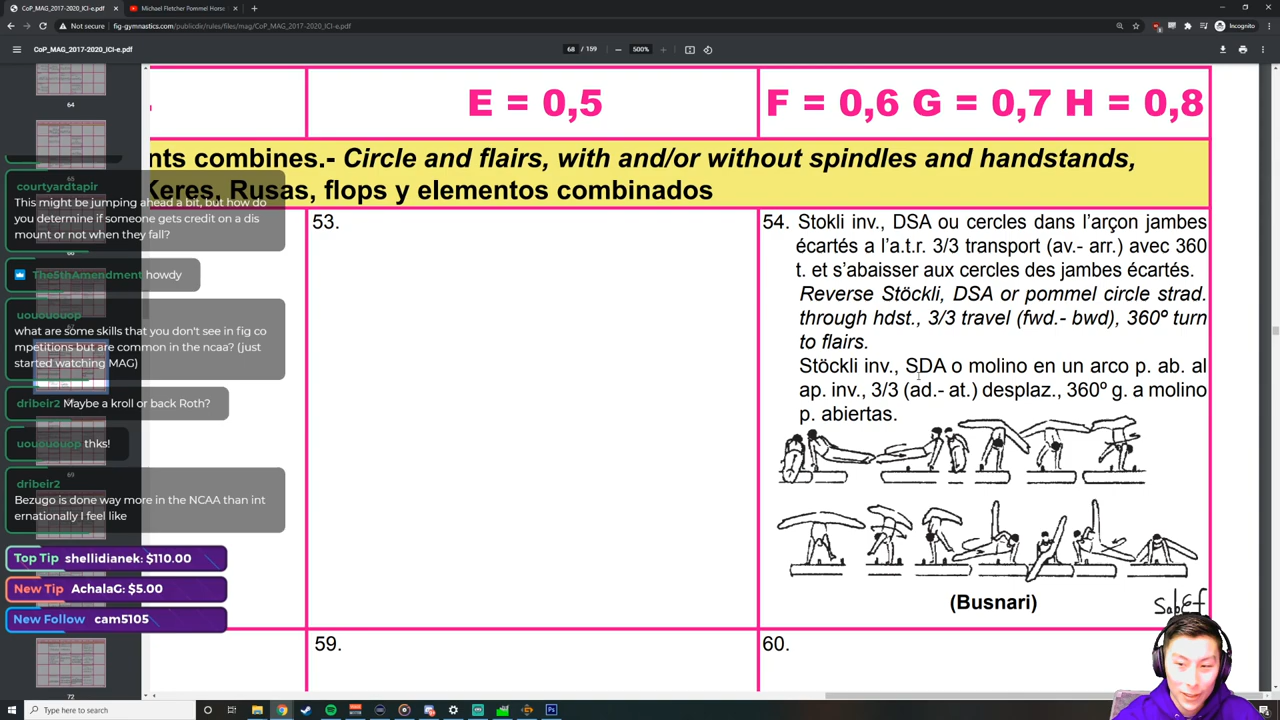 CoP_MAG_2017-2020_ICI-e.pdf
Michael Fletcher Pommel Horse
Not secure | fig-gymnastics.com/publicdir/rules/files/mag/CoP_MAG_2017-2020_ICI-e.pdf
Incognito
CoP_MAG_2017-2020_ICI-e.pdf
68 / 159
500%
64
65
E = 0,5
F = 0,6 G = 0,7 H = 0,8
nts combines.- Circle and flairs, with and/or without spindles and handstands,
Keres, Rusas, flops y elementos combinados
courtyardtapir
This might be jumping ahead a bit, but how do
you determine if someone gets credit on a dis
mount or not when they fall?
The5thAmendment howdy
uouououop
what are some skills that you don't see in fig co
mpetitions but are common in the ncaa? (just
started watching MAG)
dribeir2 Maybe a kroll or back Roth?
uouououop thks!
69
dribeir2
Bezugo is done way more in the NCAA than int
ernationally I feel like
Top Tip shellidianek: $110.00
New Tip AchalaG: $5.00
New Follow cam5105
72
53.
54. Stokli inv., DSA ou cercles dans l'arçon jambes
écartés a l'a.t.r. 3/3 transport (av.- arr.) avec 360
t. et s'abaisser aux cercles des jambes écartés.
Reverse Stöckli, DSA or pommel circle strad.
through hdst., 3/3 travel (fwd.- bwd), 360º turn
to flairs.
Stöckli inv., SDA o molino en un arco p. ab. al
ap. inv., 3/3 (ad.- at.) desplaz., 360º g. a molino
p. abiertas.
(Busnari)
59.
60.
Type here to search